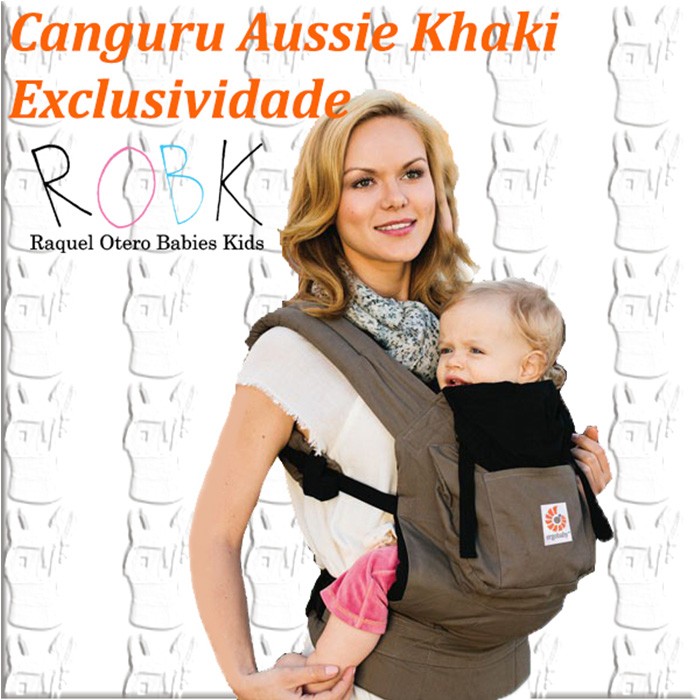 Canguru Aussie Khaki
Exclusividade
ROBK
Raquel Otero Babies Kids
ergobaby